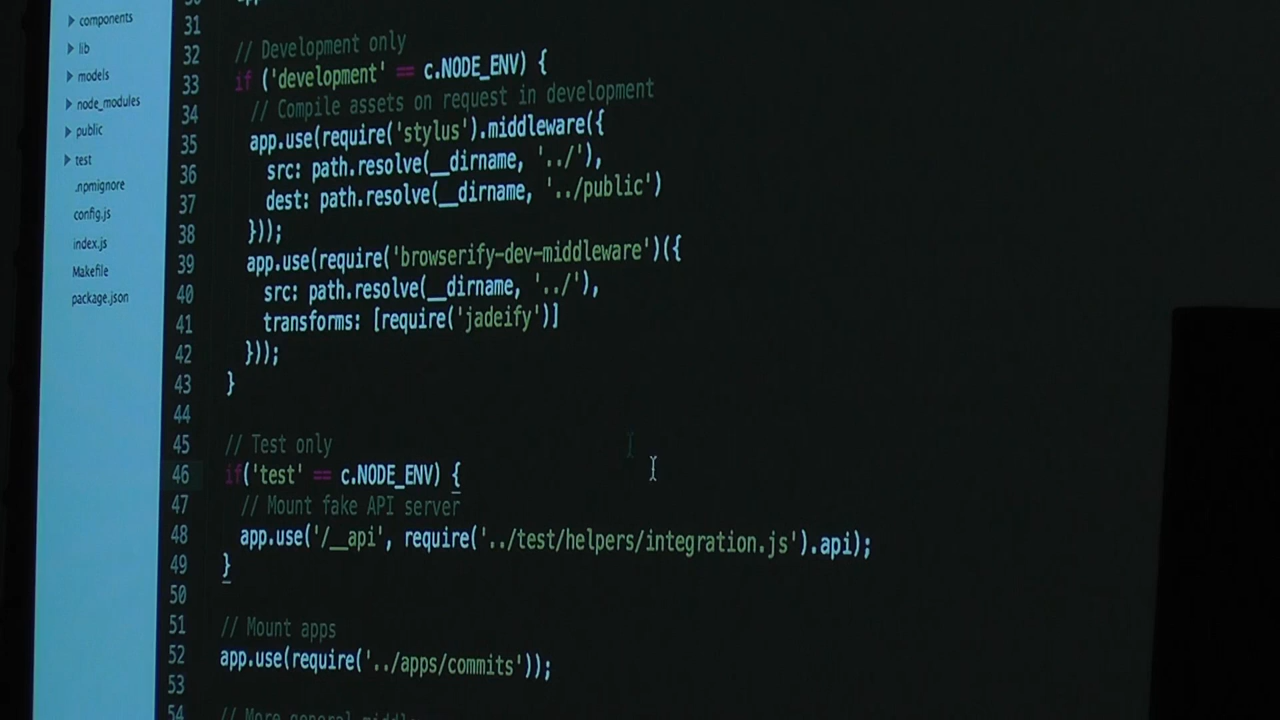 components
lib
models
node_modules
public
test
.npmignore
config.js
index.js
Makefile
package.json
31
32 // Development only
33 if ('development' == c.NODE_ENV) {
34 // Compile assets on request in development
35 app.use(require('stylus').middleware({
36 src: path.resolve(__dirname, '../'),
37 dest: path.resolve(__dirname, '../public')
38 }));
39 app.use(require('browserify-dev-middleware')({
40 src: path.resolve(__dirname, '../'),
41 transforms: [require('jadeify')]
42 }));
43 }
44
45 // Test only
46 if('test' == c.NODE_ENV) {
47 // Mount fake API server
48 app.use('/__api', require('../test/helpers/integration.js').api);
49 }
50
51 // Mount apps
52 app.use(require('../apps/commits'));
53
54 // More general